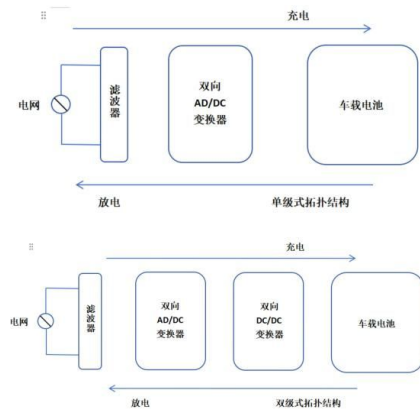 充电
电网
滤波器
双向
AD/DC
变换器
车载电池
放电
单级式拓扑结构
充电
电网
滤波器
双向
AD/DC
变换器
双向
DC/DC
变换器
车载电池
放电
双级式拓扑结构